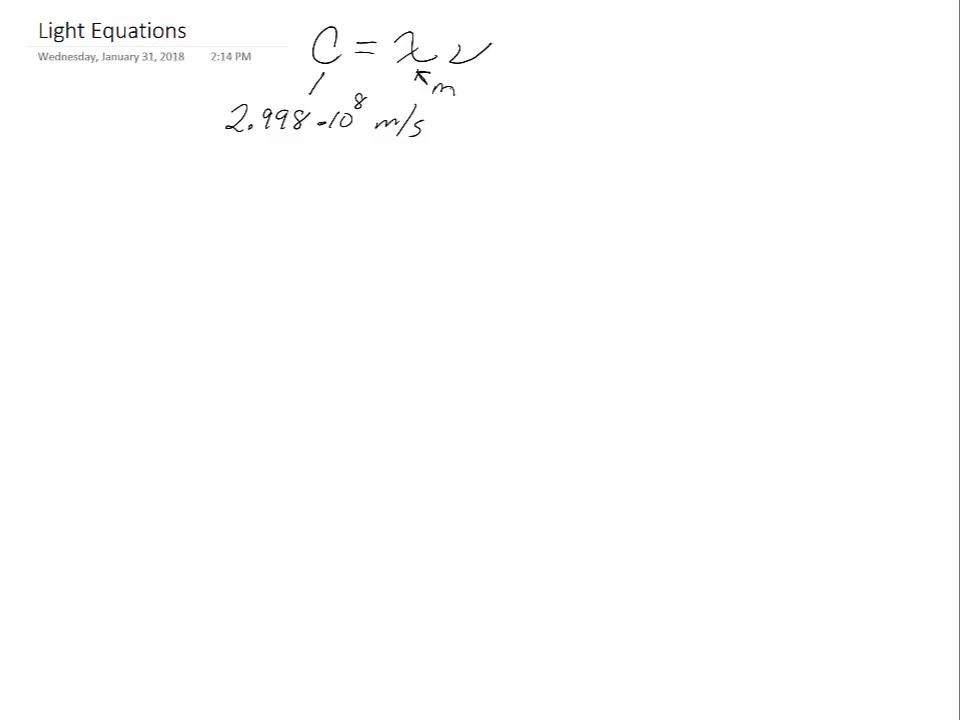 Light Equations
Wednesday, January 31, 2018 2:14 PM
C = λν
m
2.998 · 10⁸ m/s